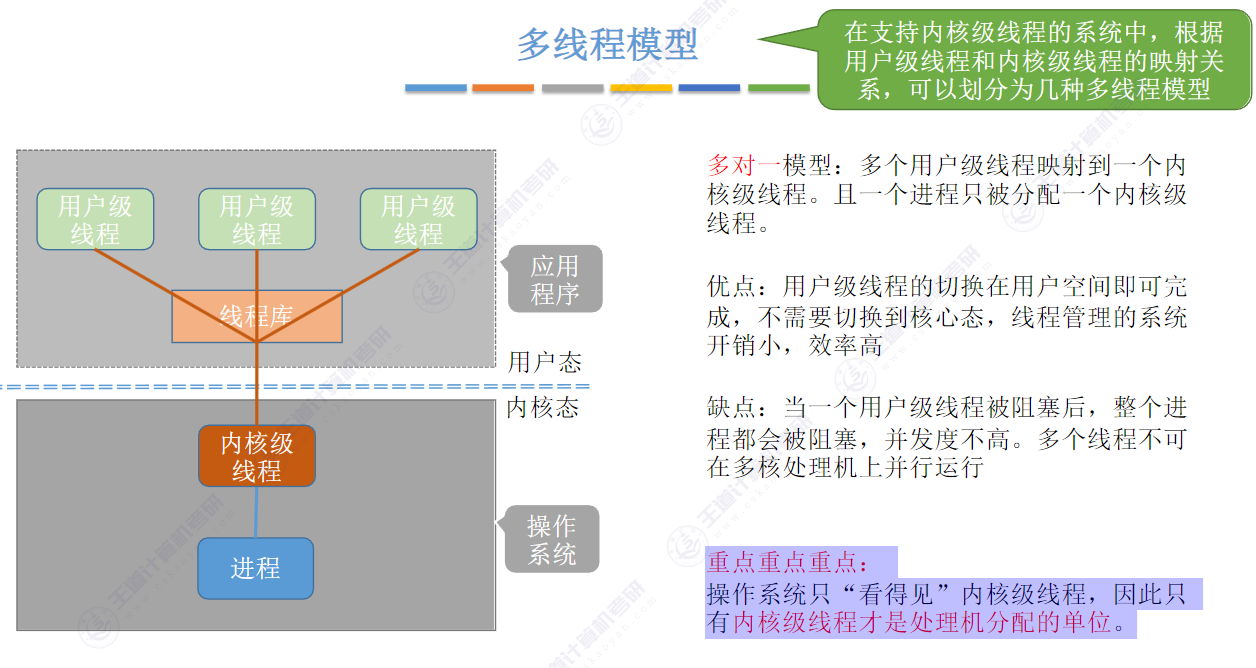 多线程模型
在支持内核级线程的系统中，根据
用户级线程和内核级线程的映射关
系，可以划分为几种多线程模型
用户级
线程
用户级
线程
用户级
线程
线程库
应用
程序
用户态
内核态
内核级
线程
进程
操作
系统
多对一模型：多个用户级线程映射到一个内
核级线程。且一个进程只被分配一个内核级
线程。
优点：用户级线程的切换在用户空间即可完
成，不需要切换到核心态，线程管理的系统
开销小，效率高
缺点：当一个用户级线程被阻塞后，整个进
程都会被阻塞，并发度不高。多个线程不可
在多核处理机上并行运行
重点重点重点：
操作系统只“看得见”内核级线程，因此只
有内核级线程才是处理机分配的单位。
王道计算机考研